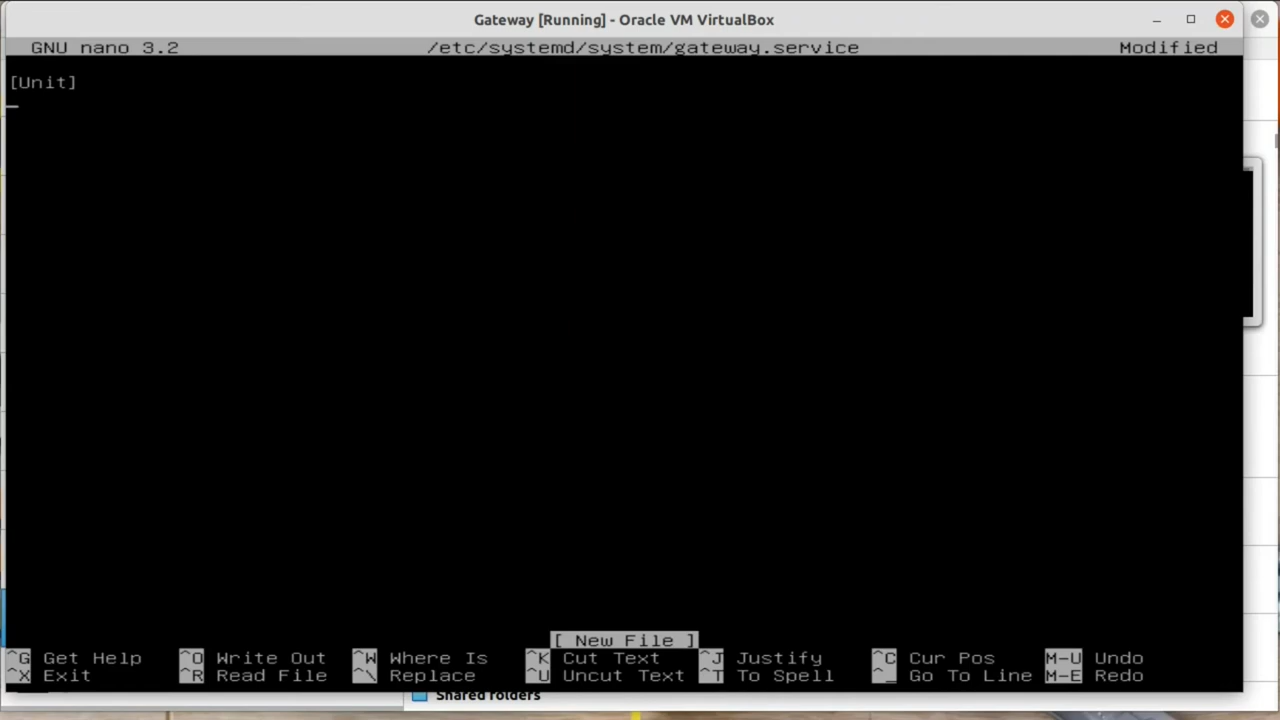 Gateway [Running] - Oracle VM VirtualBox
GNU nano 3.2 /etc/systemd/system/gateway.service Modified
[Unit]
[ New File ]
^G Get Help ^O Write Out ^W Where Is ^K Cut Text ^J Justify ^C Cur Pos M-U Undo
^X Exit ^R Read File ^\ Replace ^U Uncut Text ^T To Spell ^_ Go To Line M-E Redo
Shared folders